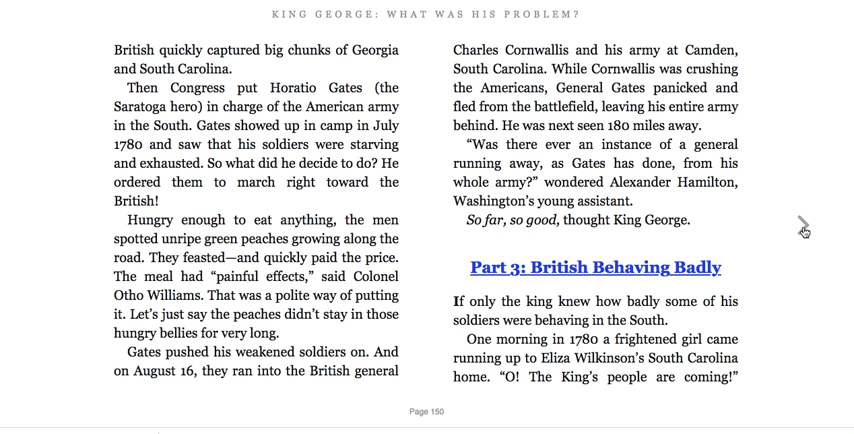 KING GEORGE: WHAT WAS HIS PROBLEM?
British quickly captured big chunks of Georgia
and South Carolina.
Then Congress put Horatio Gates (the
Saratoga hero) in charge of the American army
in the South. Gates showed up in camp in July
1780 and saw that his soldiers were starving
and exhausted. So what did he decide to do? He
ordered them to march right toward the
British!
Hungry enough to eat anything, the men
spotted unripe green peaches growing along the
road. They feasted—and quickly paid the price.
The meal had “painful effects,” said Colonel
Otho Williams. That was a polite way of putting
it. Let’s just say the peaches didn’t stay in those
hungry bellies for very long.
Gates pushed his weakened soldiers on. And
on August 16, they ran into the British general
Charles Cornwallis and his army at Camden,
South Carolina. While Cornwallis was crushing
the Americans, General Gates panicked and
fled from the battlefield, leaving his entire army
behind. He was next seen 180 miles away.
“Was there ever an instance of a general
running away, as Gates has done, from his
whole army?” wondered Alexander Hamilton,
Washington’s young assistant.
So far, so good, thought King George.
Part 3: British Behaving Badly
If only the king knew how badly some of his
soldiers were behaving in the South.
One morning in 1780 a frightened girl came
running up to Eliza Wilkinson’s South Carolina
home. “O! The King’s people are coming!”
Page 150